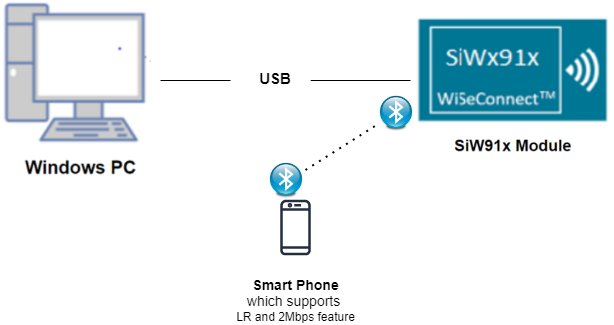 USB
SiWx91x
WiSeConnect™
SiW91x Module
Windows PC
Smart Phone
which supports
LR and 2Mbps feature